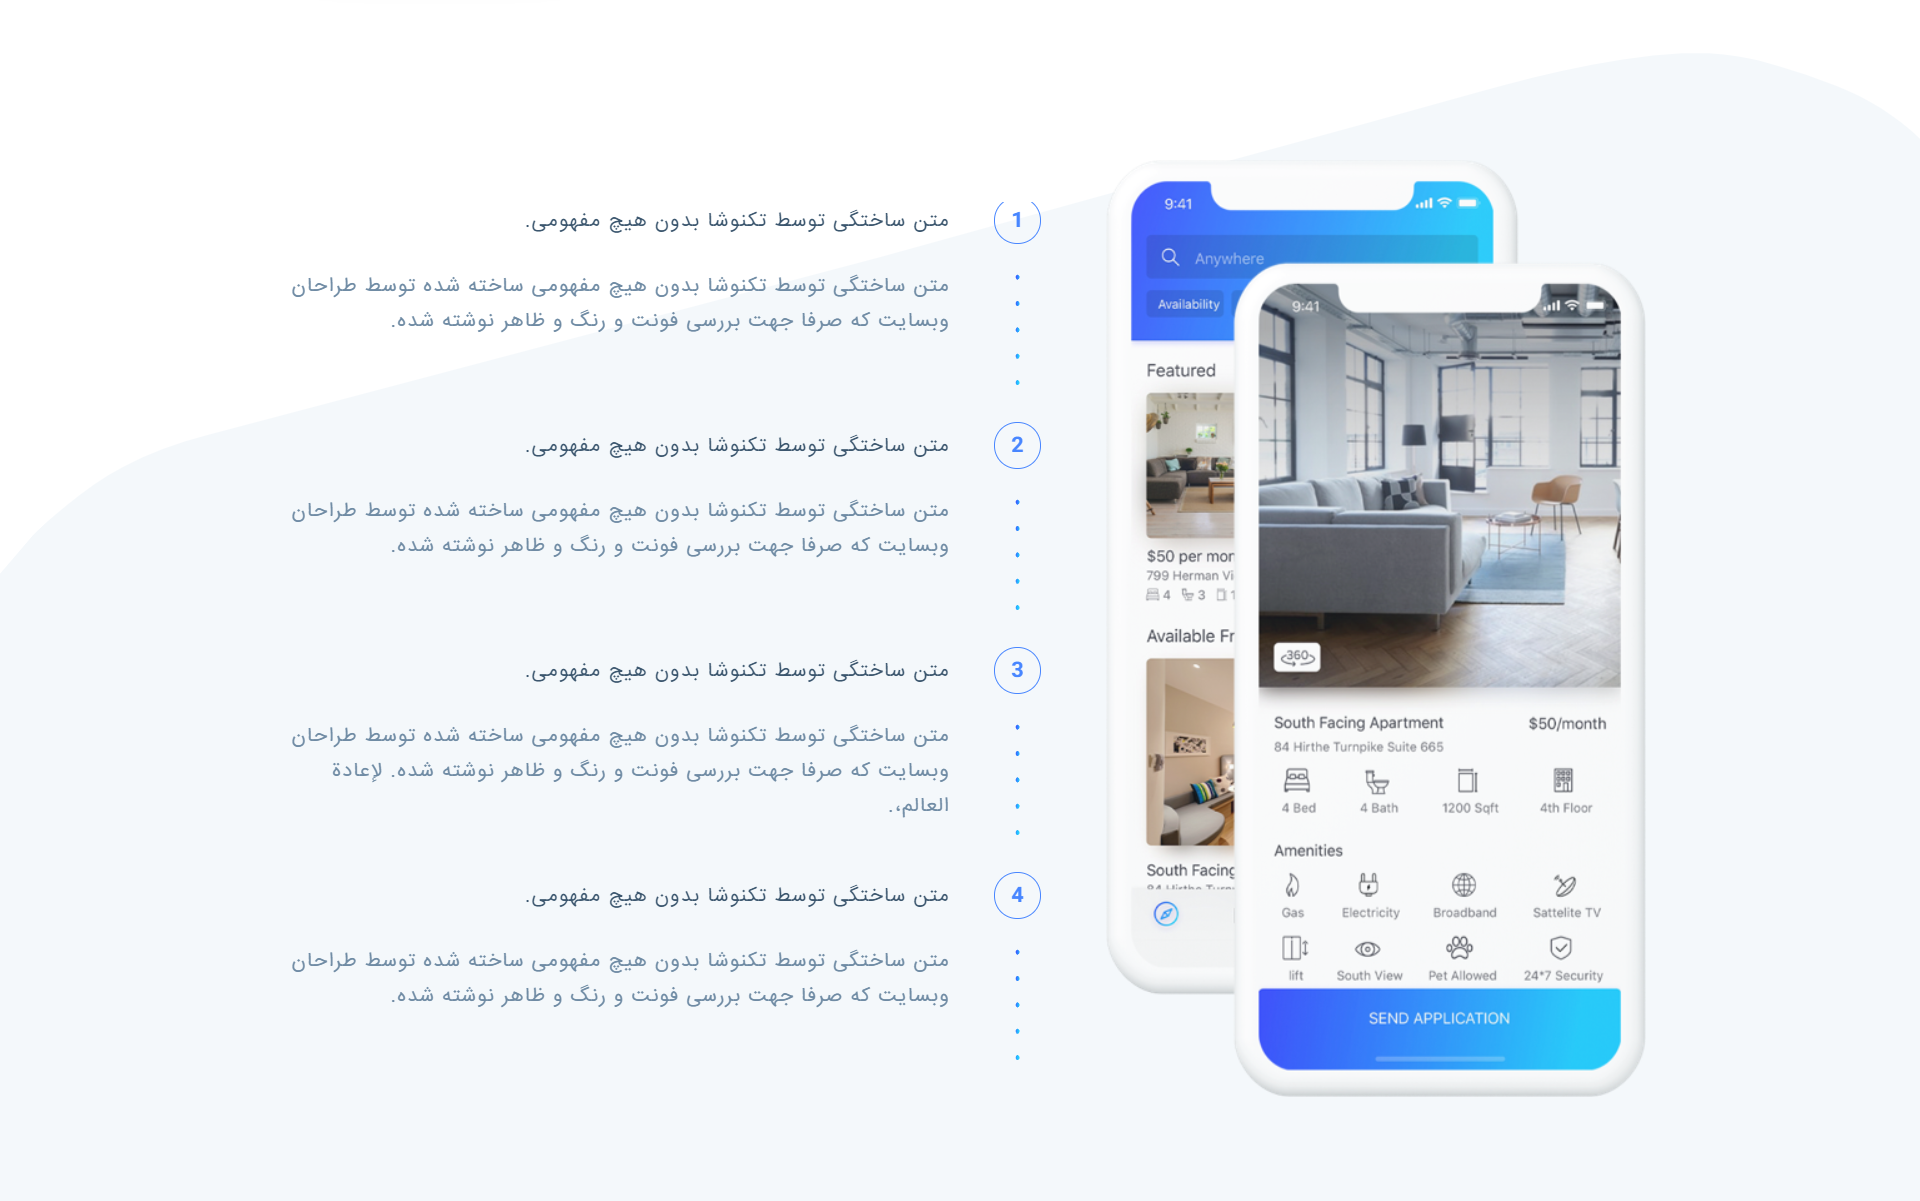 1
متن ساختگی توسط تکنوشا بدون هیچ مفهومی.
متن ساختگی توسط تکنوشا بدون هیچ مفهومی ساخته شده توسط طراحان
وبسایت که صرفا جهت بررسی فونت و رنگ و ظاهر نوشته شده.
2
متن ساختگی توسط تکنوشا بدون هیچ مفهومی.
متن ساختگی توسط تکنوشا بدون هیچ مفهومی ساخته شده توسط طراحان
وبسایت که صرفا جهت بررسی فونت و رنگ و ظاهر نوشته شده.
3
متن ساختگی توسط تکنوشا بدون هیچ مفهومی.
متن ساختگی توسط تکنوشا بدون هیچ مفهومی ساخته شده توسط طراحان
وبسایت که صرفا جهت بررسی فونت و رنگ و ظاهر نوشته شده. لإعادة
العالم،.
4
متن ساختگی توسط تکنوشا بدون هیچ مفهومی.
متن ساختگی توسط تکنوشا بدون هیچ مفهومی ساخته شده توسط طراحان
وبسایت که صرفا جهت بررسی فونت و رنگ و ظاهر نوشته شده.
9:41
Anywhere
Availability
Featured
$50 per
799 Herman
4 3
Available
South Facing
9:41
360
South Facing Apartment $50/month
84 Hirthe Turnpike Suite 665
4 Bed 4 Bath 1200 Sqft 4th Floor
Amenities
Gas Electricity Broadband Sattelite TV
lift South View Pet Allowed 24*7 Security
SEND APPLICATION